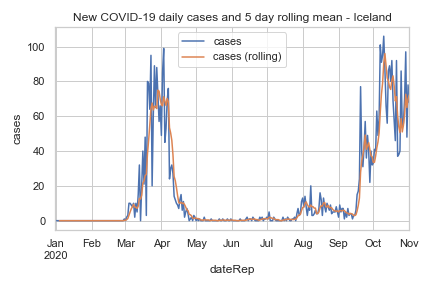 New COVID-19 daily cases and 5 day rolling mean - Iceland
cases
cases (rolling)
cases
100
80
60
40
20
0
Jan Feb Mar Apr May Jun Jul Aug Sep Oct Nov
2020
dateRep